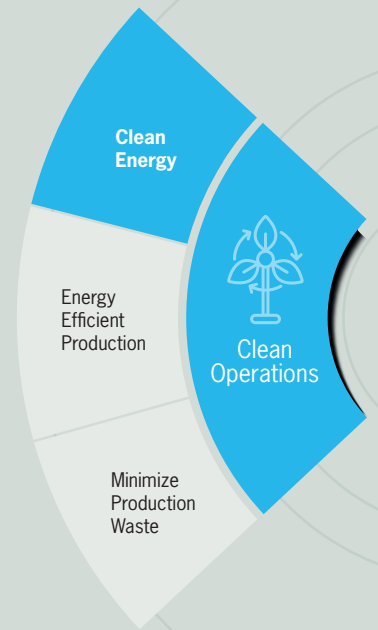 Clean
Energy
Energy
Efficient
Production
Clean
Operations
Minimize
Production
Waste